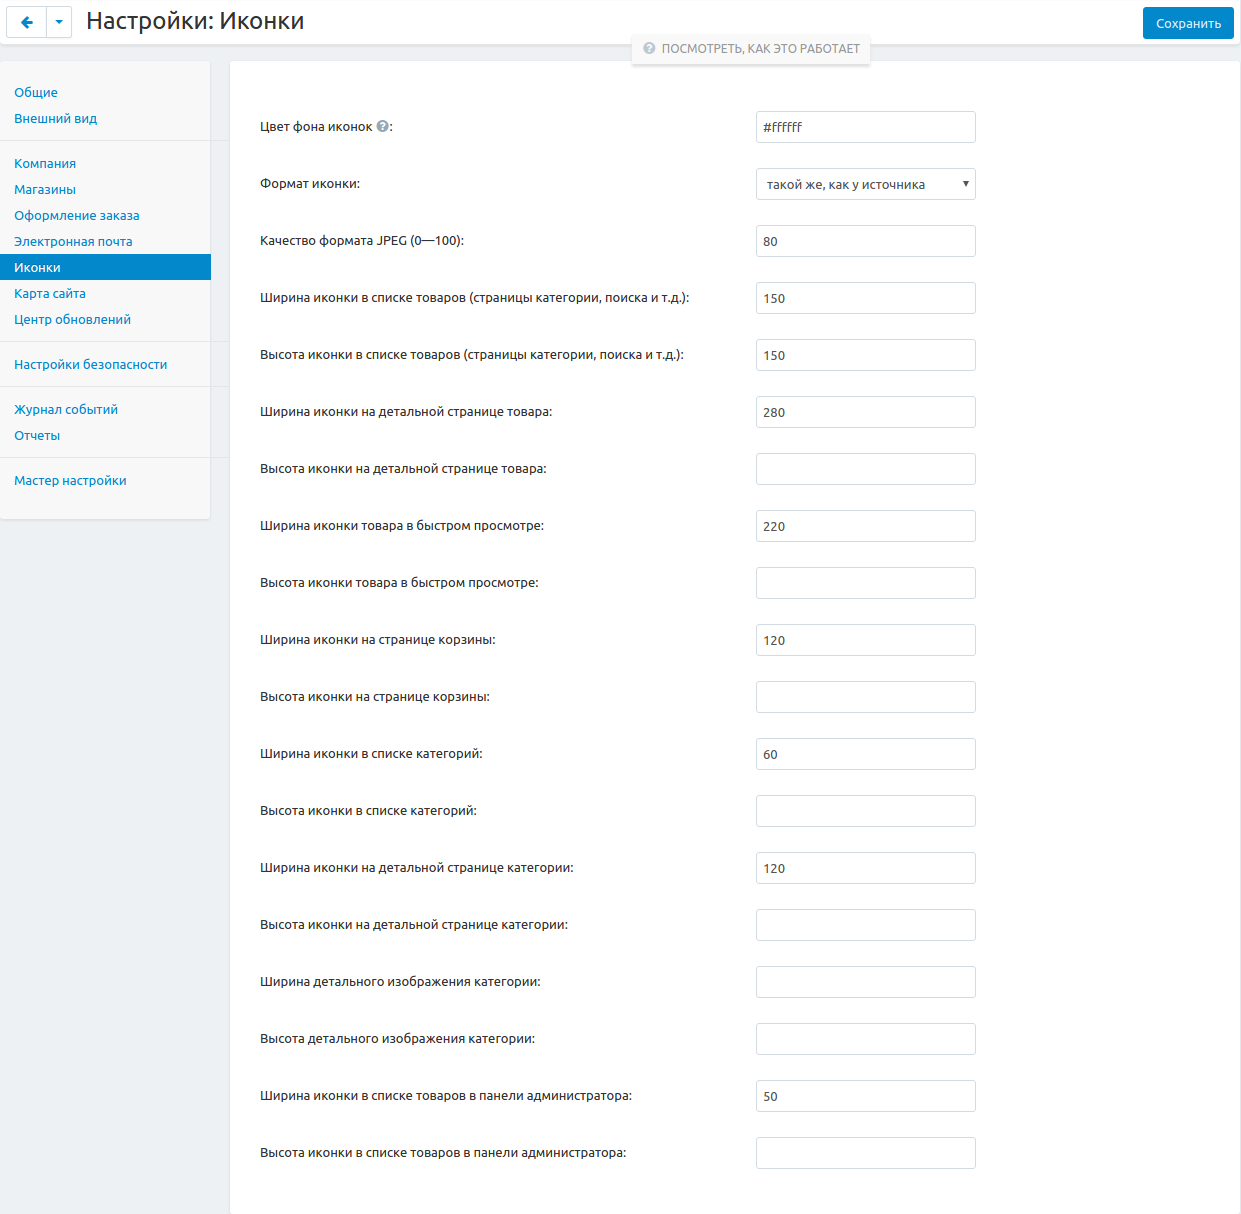 Настройки: Иконки
Сохранить
ПОСМОТРЕТЬ, КАК ЭТО РАБОТАЕТ
Общие
Внешний вид
Компания
Магазины
Оформление заказа
Электронная почта
Иконки
Карта сайта
Центр обновлений
Настройки безопасности
Журнал событий
Отчеты
Мастер настройки
Цвет фона иконок ?: #ffffff
Формат иконки: такой же, как у источника
Качество формата JPEG (0—100): 80
Ширина иконки в списке товаров (страницы категории, поиска и т.д.): 150
Высота иконки в списке товаров (страницы категории, поиска и т.д.): 150
Ширина иконки на детальной странице товара: 280
Высота иконки на детальной странице товара:
Ширина иконки товара в быстром просмотре: 220
Высота иконки товара в быстром просмотре:
Ширина иконки на странице корзины: 120
Высота иконки на странице корзины:
Ширина иконки в списке категорий: 60
Высота иконки в списке категорий:
Ширина иконки на детальной странице категории: 120
Высота иконки на детальной странице категории:
Ширина детального изображения категории:
Высота детального изображения категории:
Ширина иконки в списке товаров в панели администратора: 50
Высота иконки в списке товаров в панели администратора: